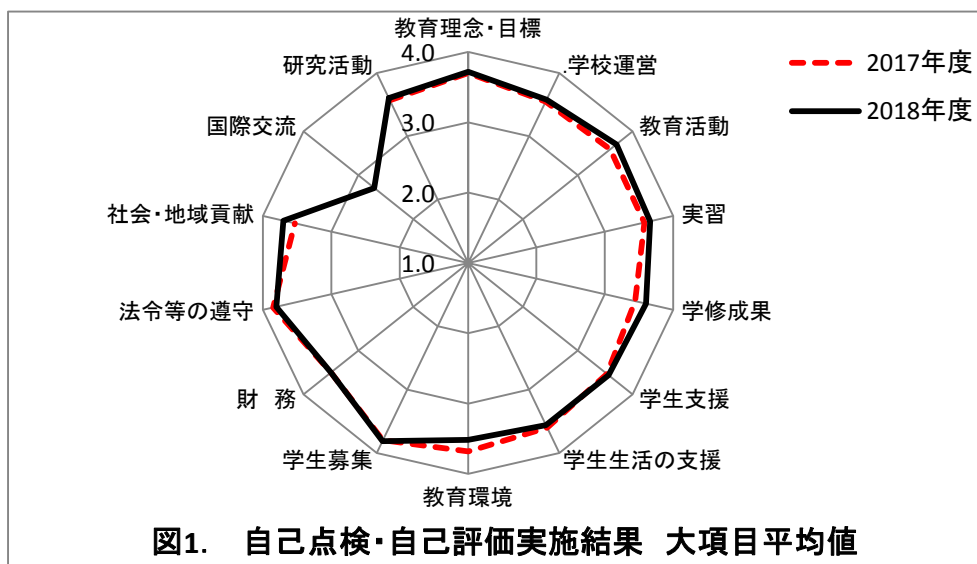 教育理念・目標
4.0
3.0
2.0
1.0
.学校運営
教育活動
実習
学修成果
学生支援
学生生活の支援
教育環境
学生募集
財　務
法令等の遵守
社会・地域貢献
国際交流
研究活動
2017年度
2018年度
図1.　自己点検・自己評価実施結果 大項目平均値